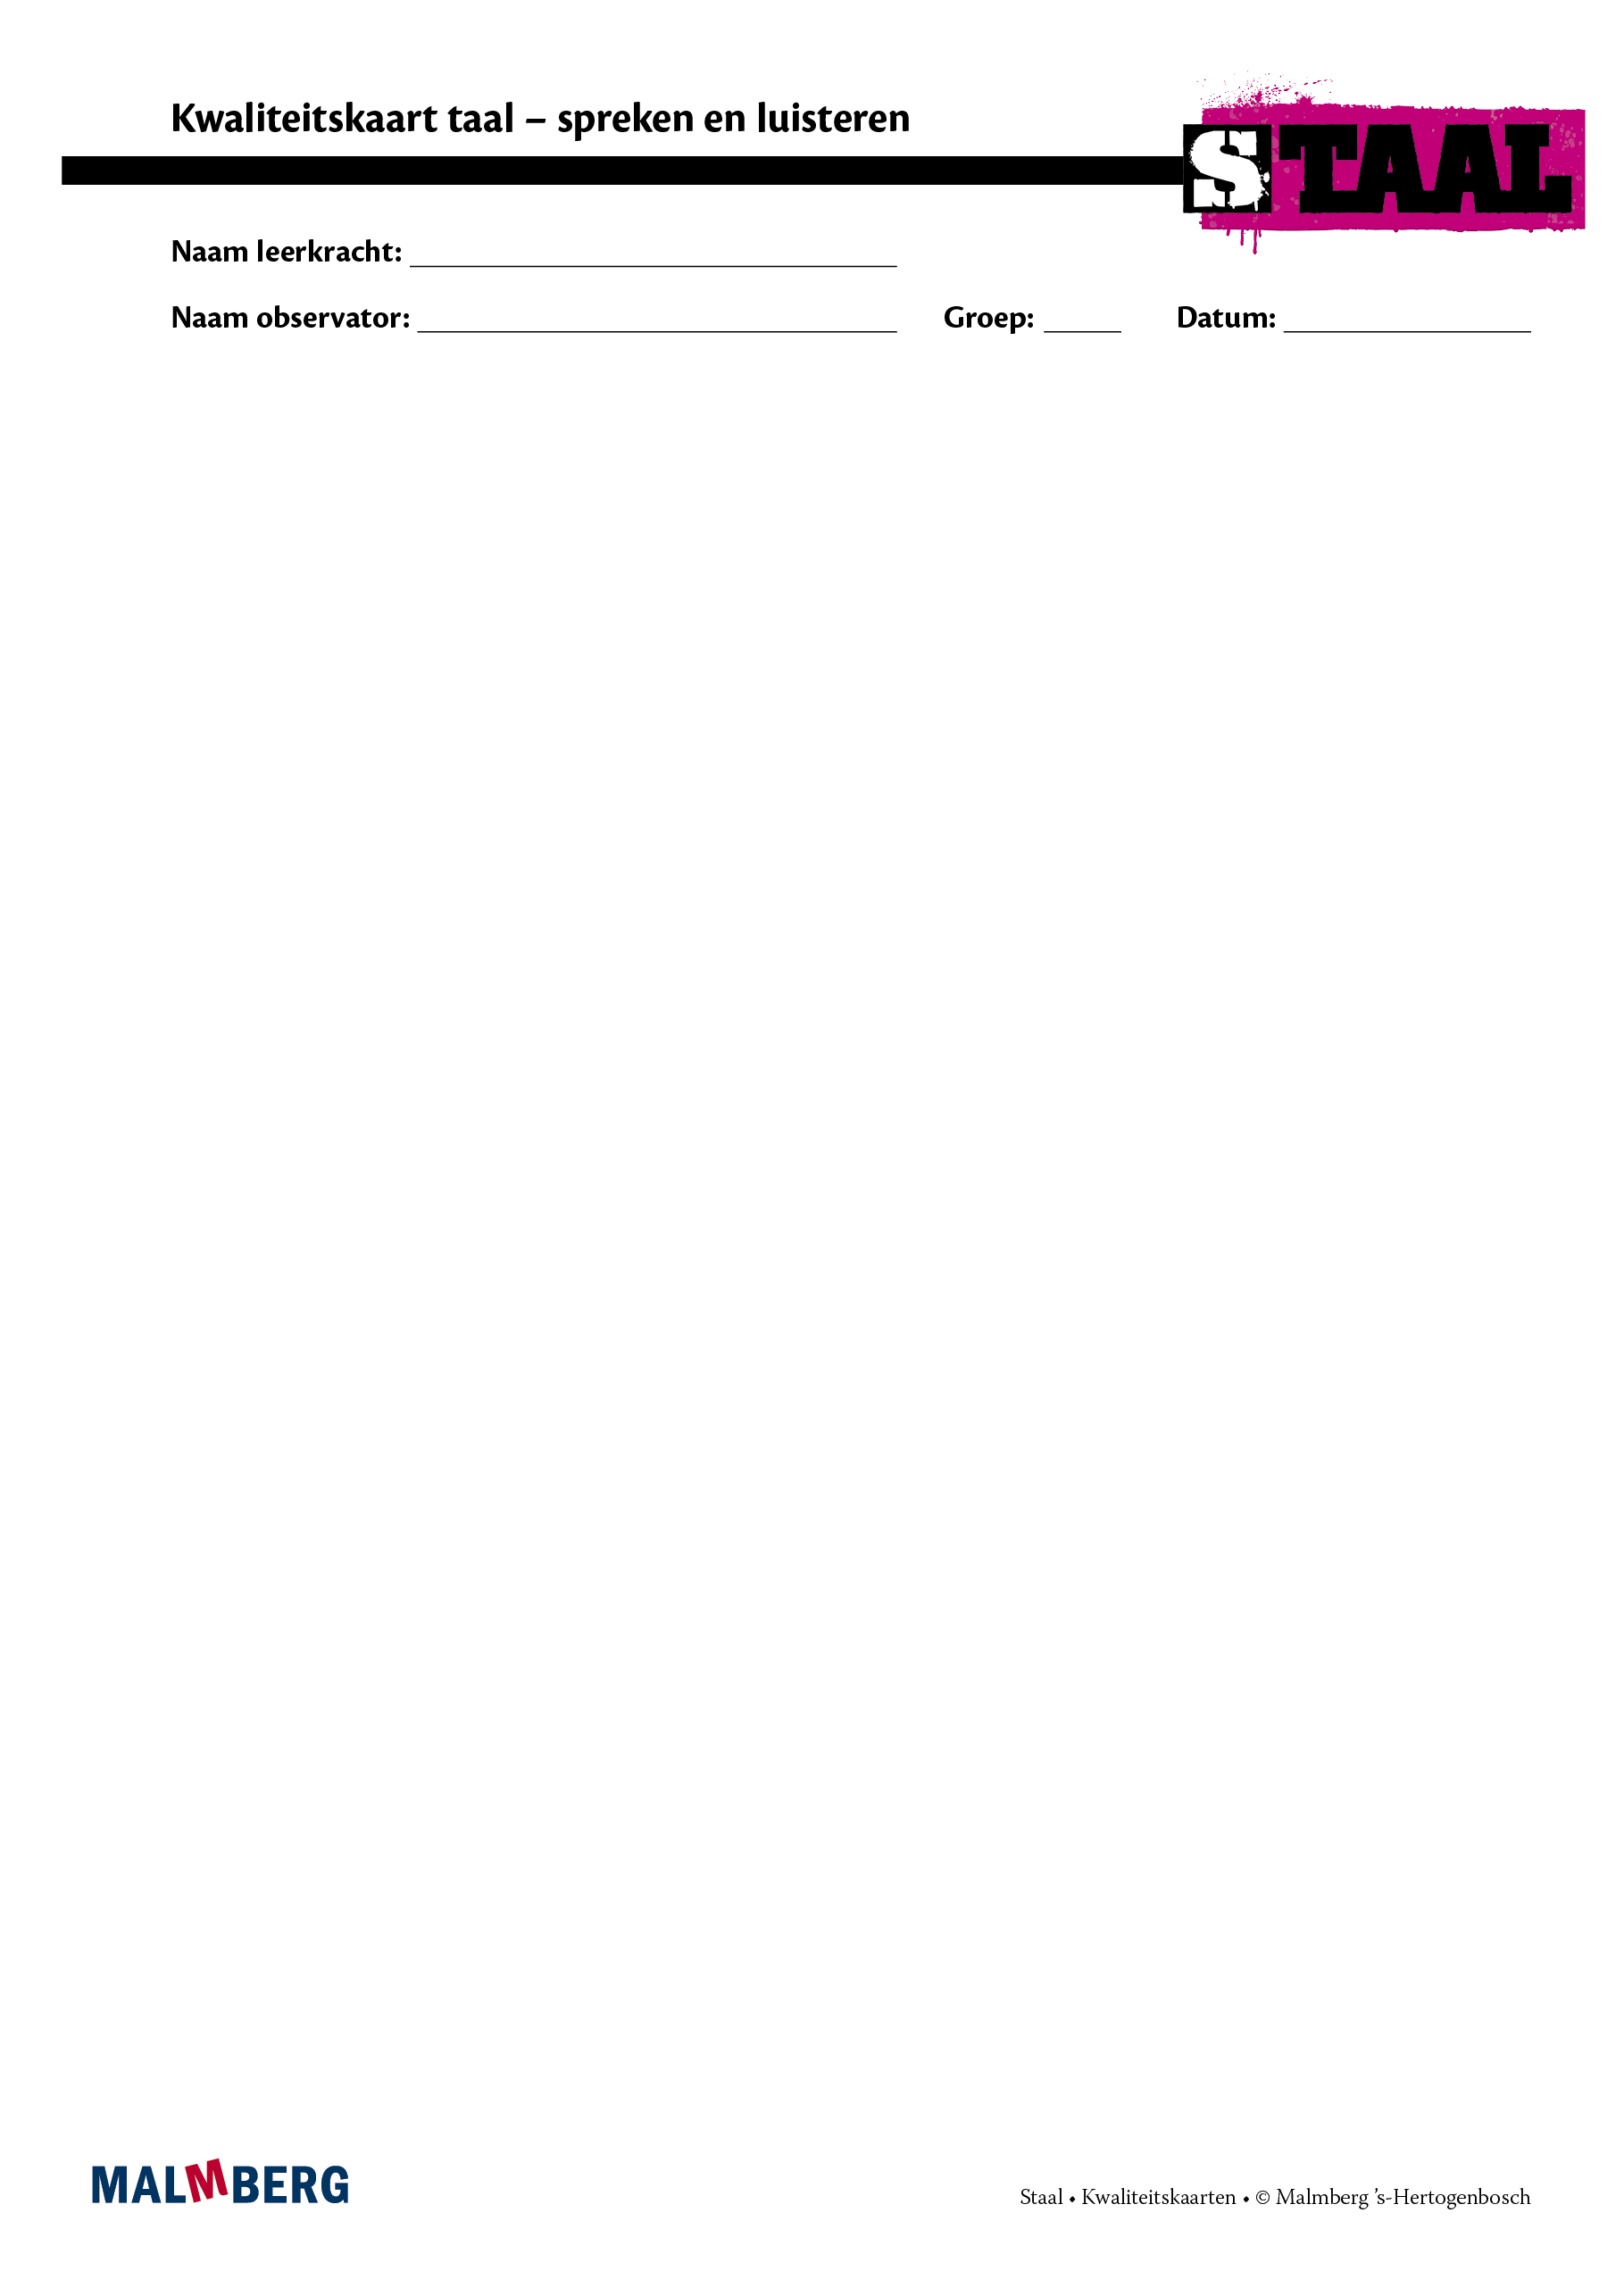 Kwaliteitskaart taal – spreken en luisteren
STAAL
Naam leerkracht:
Naam observator: Groep: Datum:
MALMBERG
Staal • Kwaliteitskaarten • © Malmberg ’s-Hertogenbosch